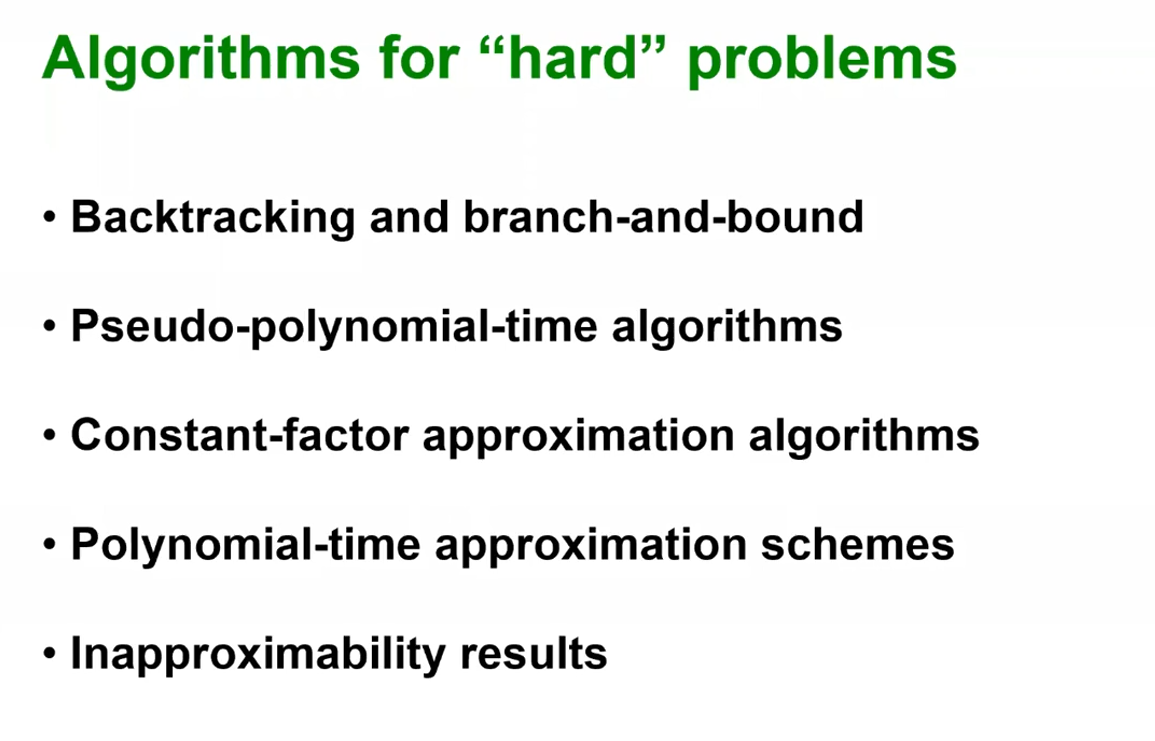 Algorithms for “hard” problems
• Backtracking and branch-and-bound
• Pseudo-polynomial-time algorithms
• Constant-factor approximation algorithms
• Polynomial-time approximation schemes
• Inapproximability results